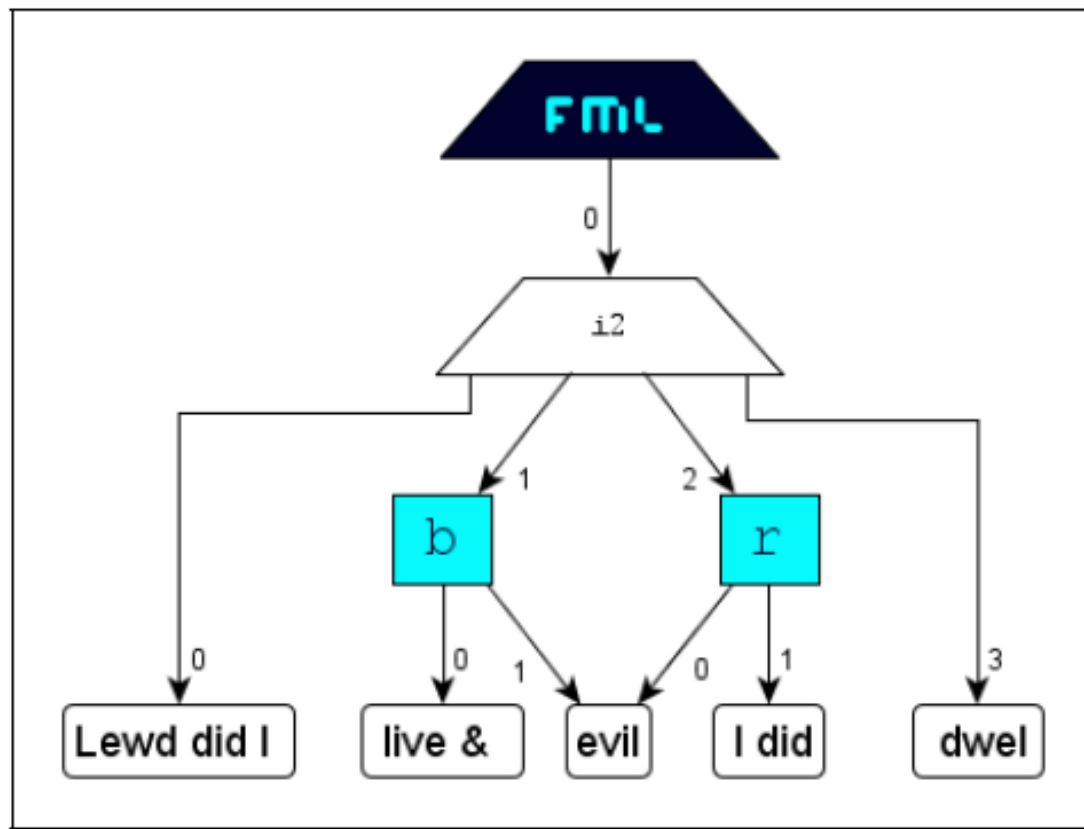 FML
0
i2
1 2
b r
0 0 1 0 1 3
Lewd did I live & evil I did dwel